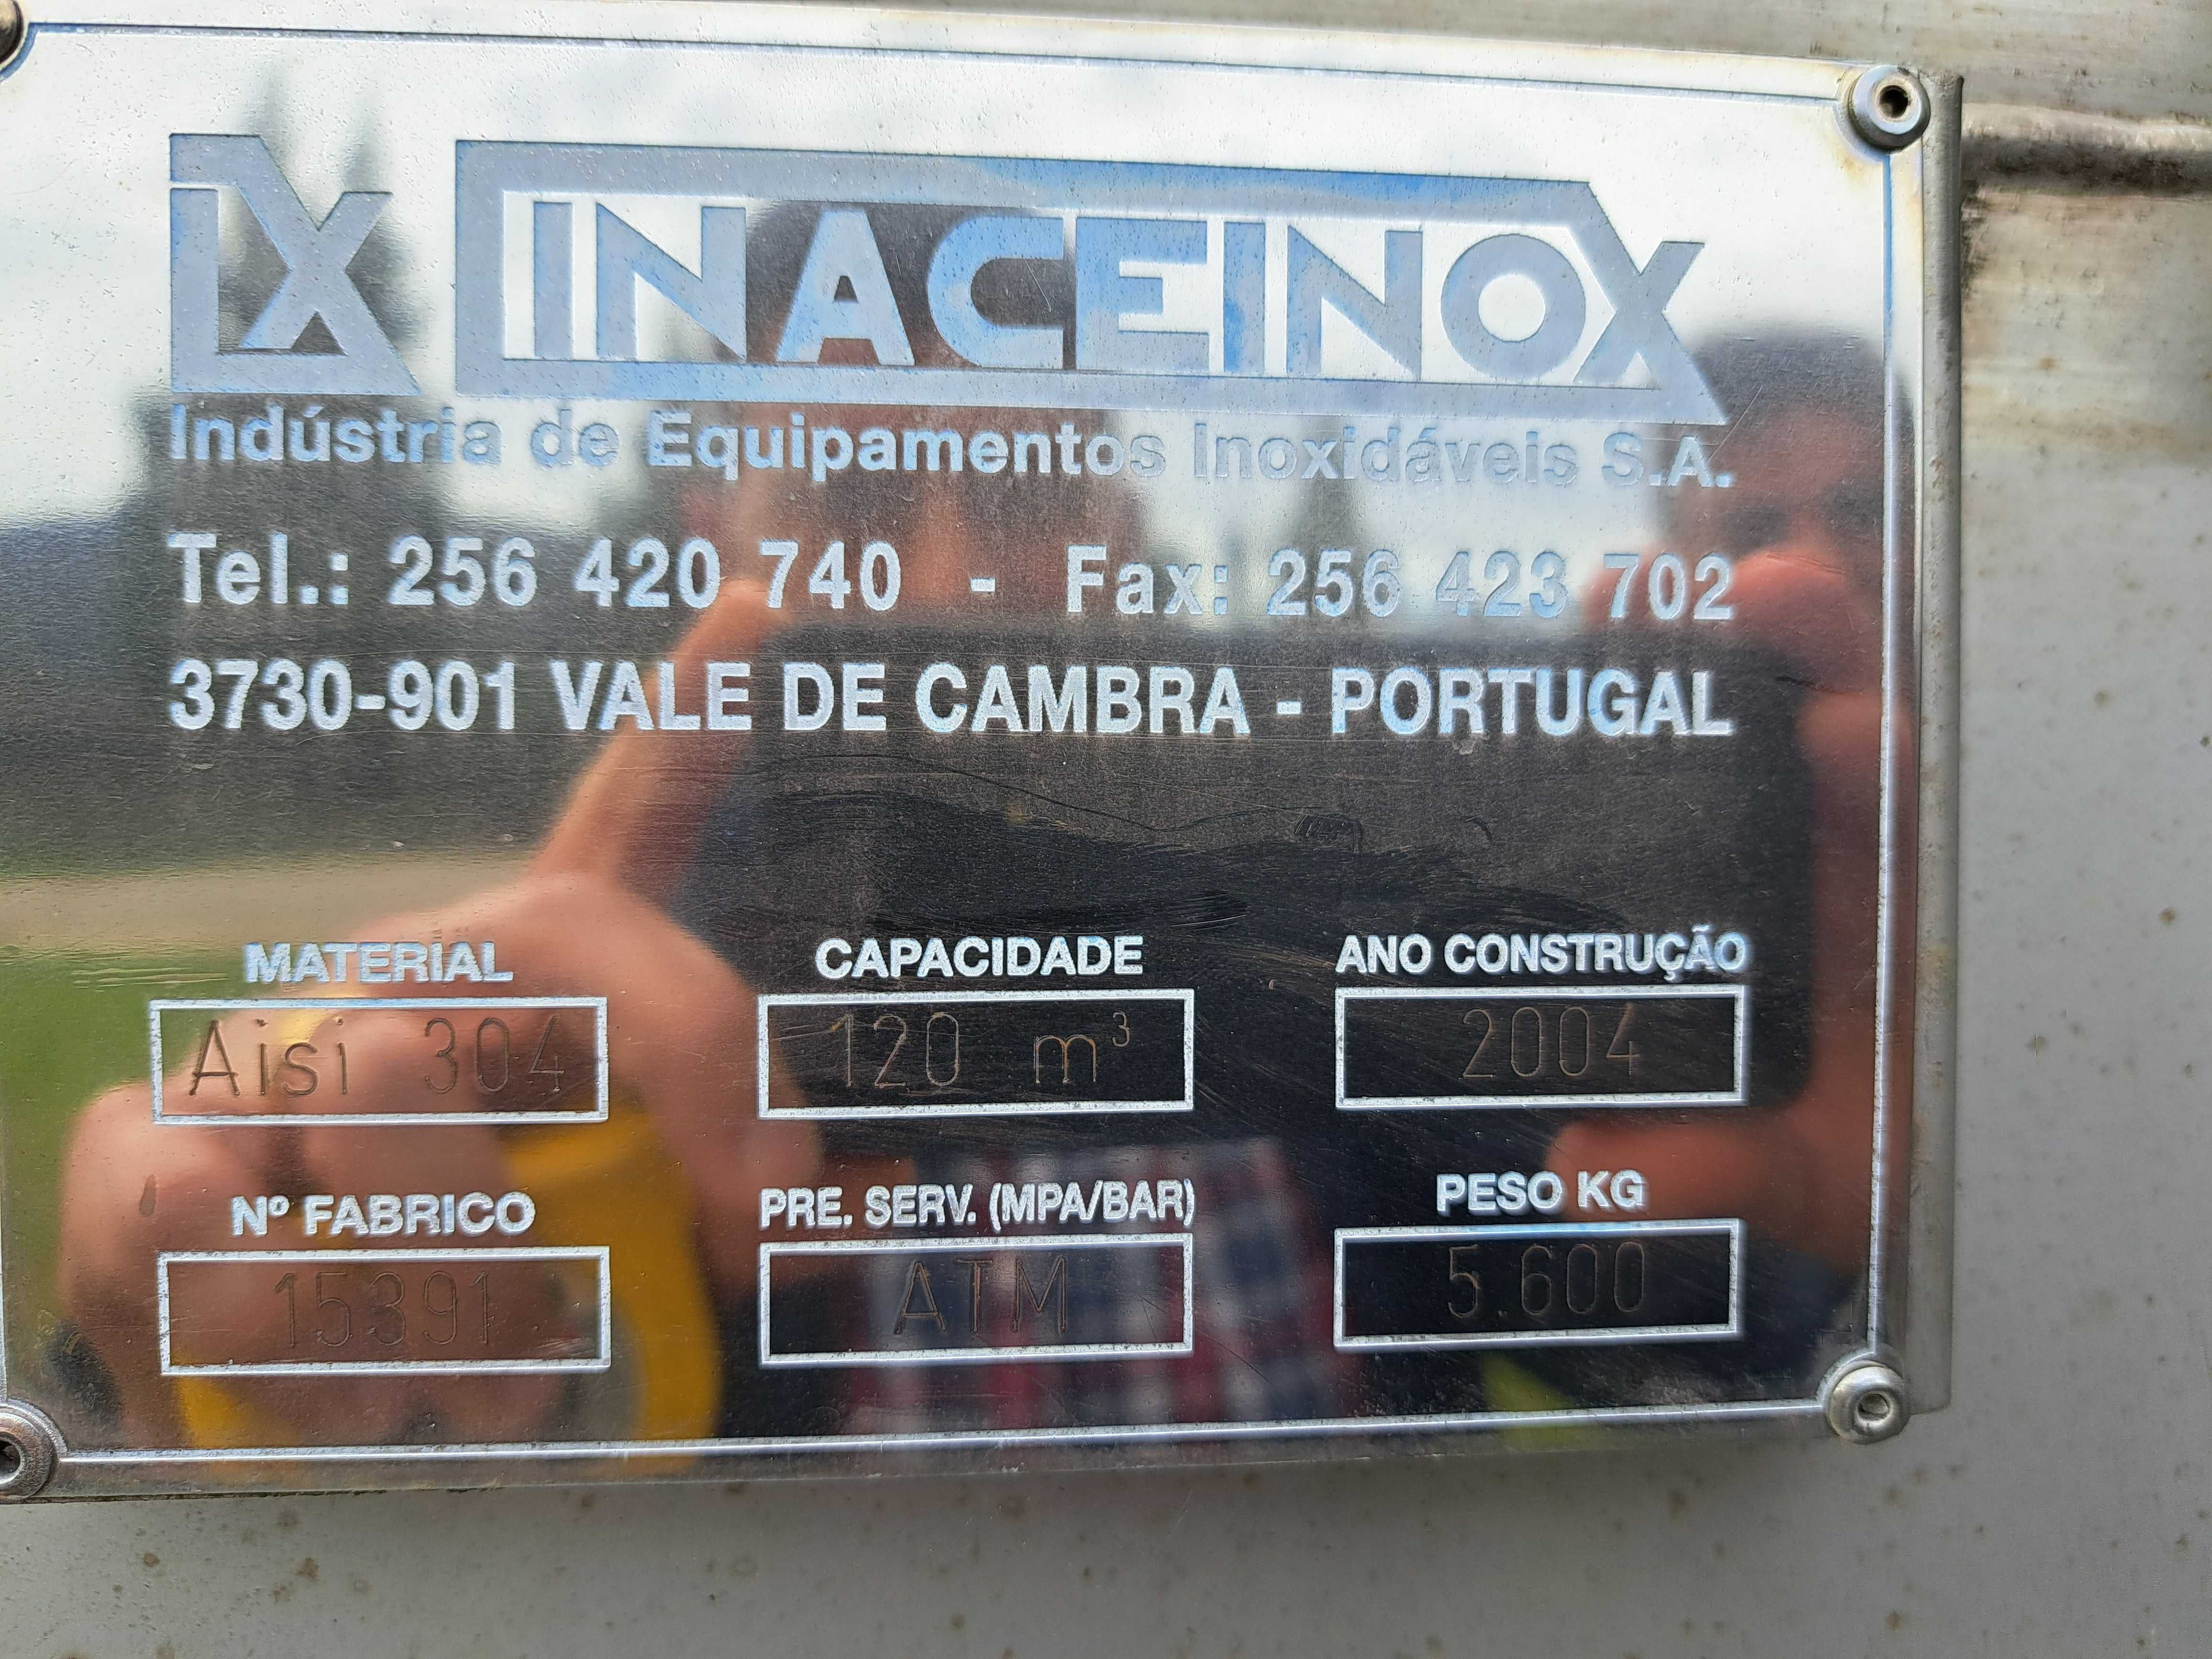 IX INACEINOX
Indústria de Equipamentos Inoxidáveis S.A.
Tel.: 256 420 740 - Fax: 256 423 702
3730-901 VALE DE CAMBRA - PORTUGAL
MATERIAL CAPACIDADE ANO CONSTRUÇÃO
Aisi 304 120 m³ 2004
Nº FABRICO PRE. SERV. (MPA/BAR) PESO KG
15391 ATM 5.600